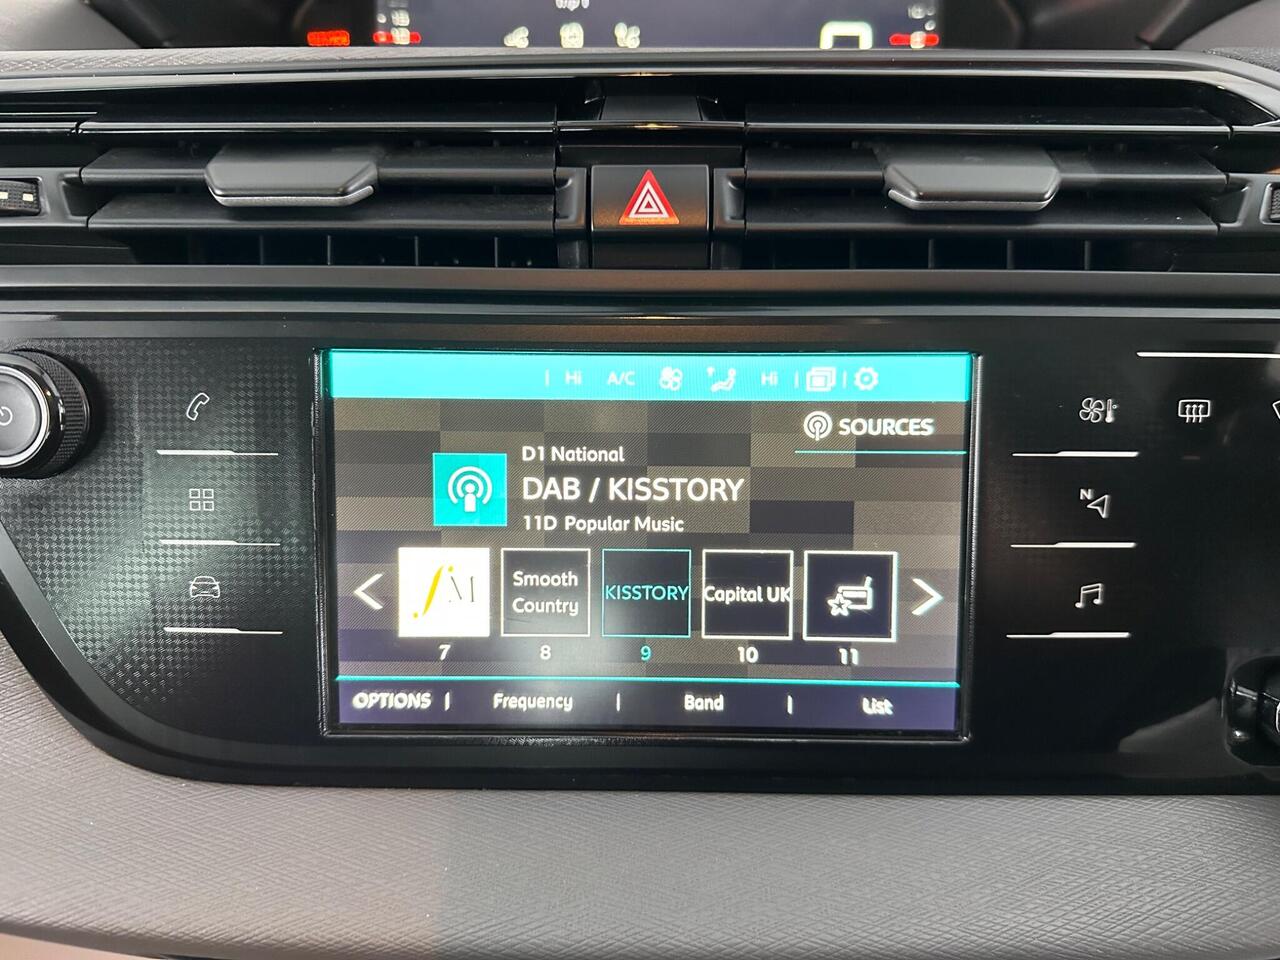 Hi A/C Hi
SOURCES
D1 National
DAB / KISSTORY
11D Popular Music
fM
Smooth
Country
KISSTORY
Capital UK
7 8 9 10 11
OPTIONS | Frequency | Band | List
N